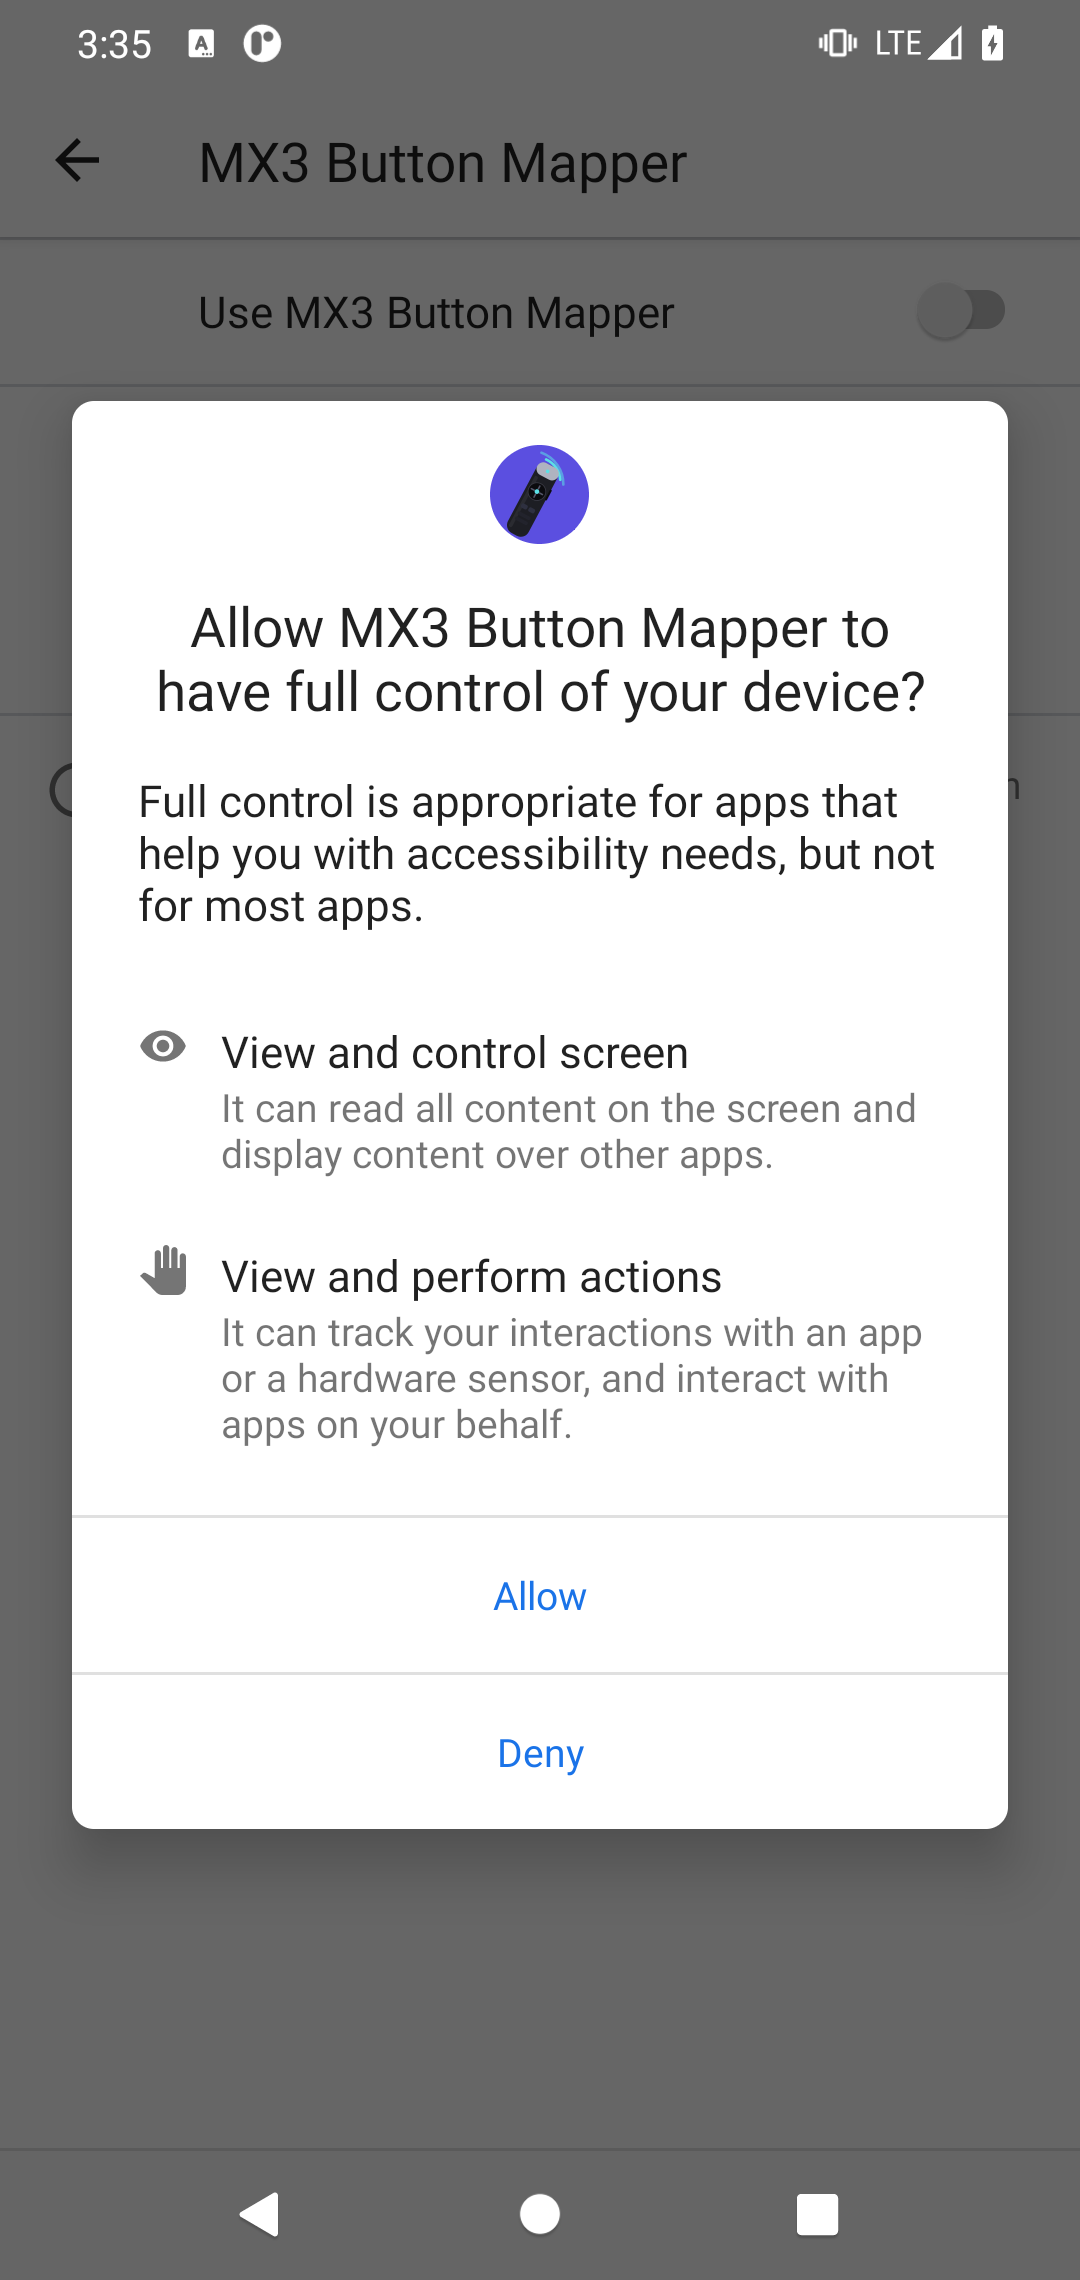 3:35
LTE
MX3 Button Mapper
Use MX3 Button Mapper
Allow MX3 Button Mapper to
have full control of your device?
Full control is appropriate for apps that
help you with accessibility needs, but not
for most apps.
View and control screen
It can read all content on the screen and
display content over other apps.
View and perform actions
It can track your interactions with an app
or a hardware sensor, and interact with
apps on your behalf.
Allow
Deny